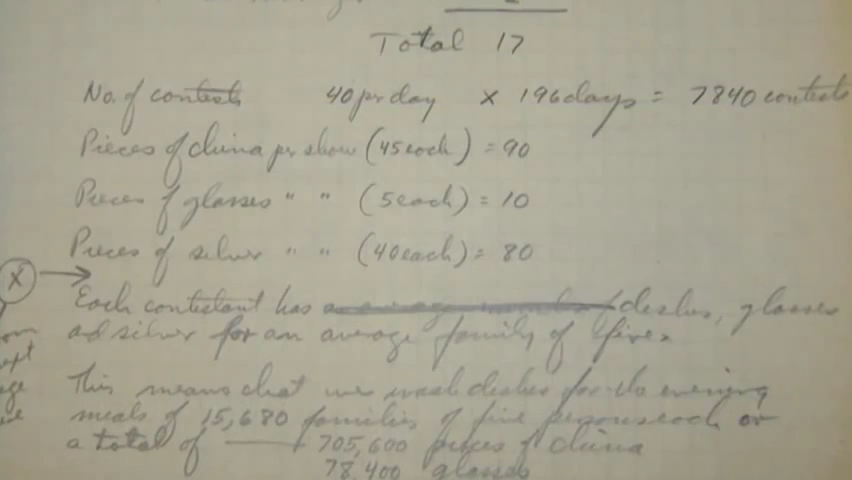 Total 17
No. of contests 40 per day x 196 days = 7840 contests
Pieces of china per show (45 each) = 90
Pieces of glasses " " (5 each) = 10
Pieces of silver " " (40 each) = 80
X
Each contestant has dishes, glasses
ad silver for an average family of five.
This means that we wash dishes for the evening
meals of 15,680 families of five persons each or
a total of 705,600 pieces of china
78,400 glasses